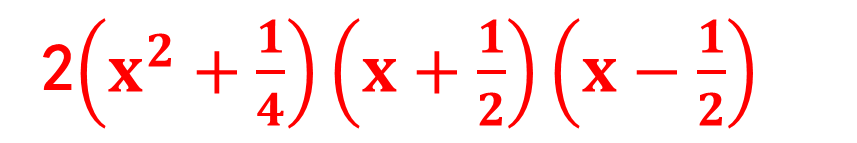 2(x² + 1/4)(x + 1/2)(x − 1/2)